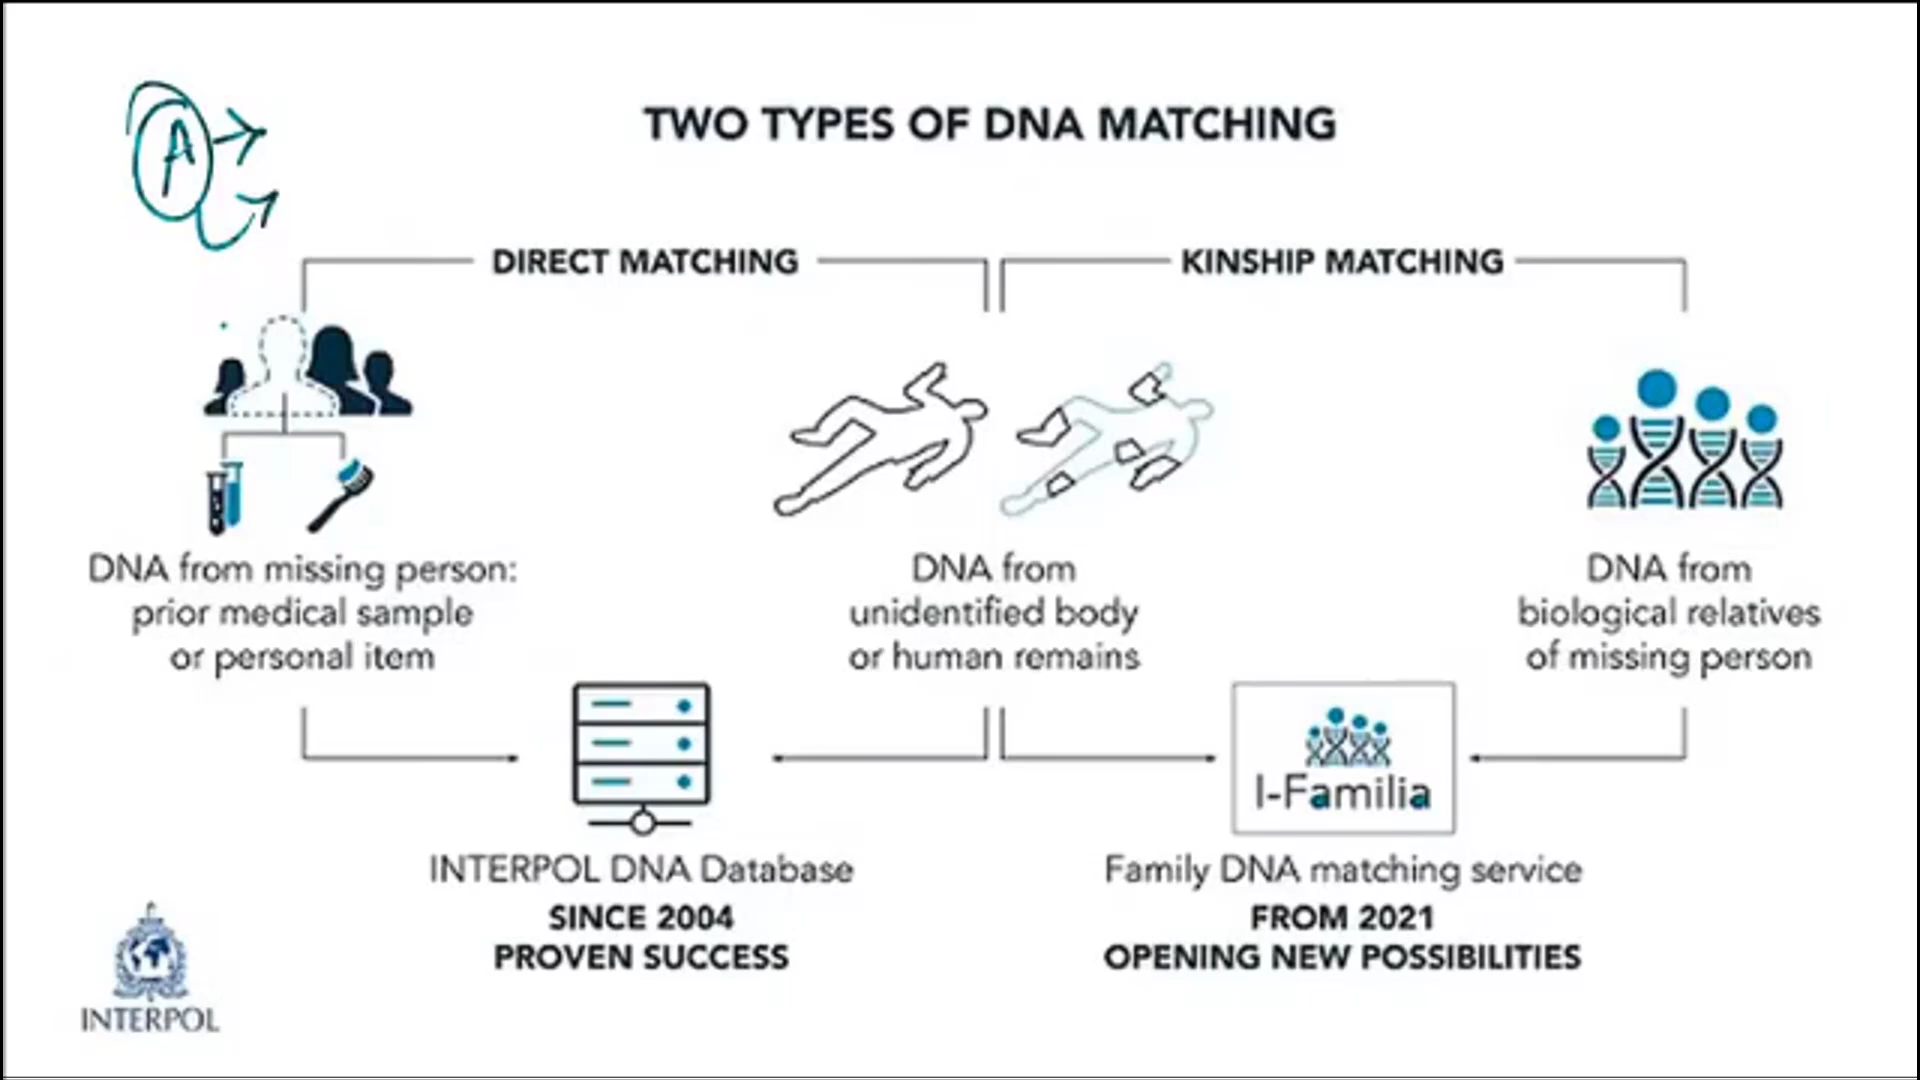 A
TWO TYPES OF DNA MATCHING
DIRECT MATCHING
KINSHIP MATCHING
DNA from missing person:
prior medical sample
or personal item
DNA from
unidentified body
or human remains
DNA from
biological relatives
of missing person
I-Familia
INTERPOL DNA Database
SINCE 2004
PROVEN SUCCESS
Family DNA matching service
FROM 2021
OPENING NEW POSSIBILITIES
INTERPOL